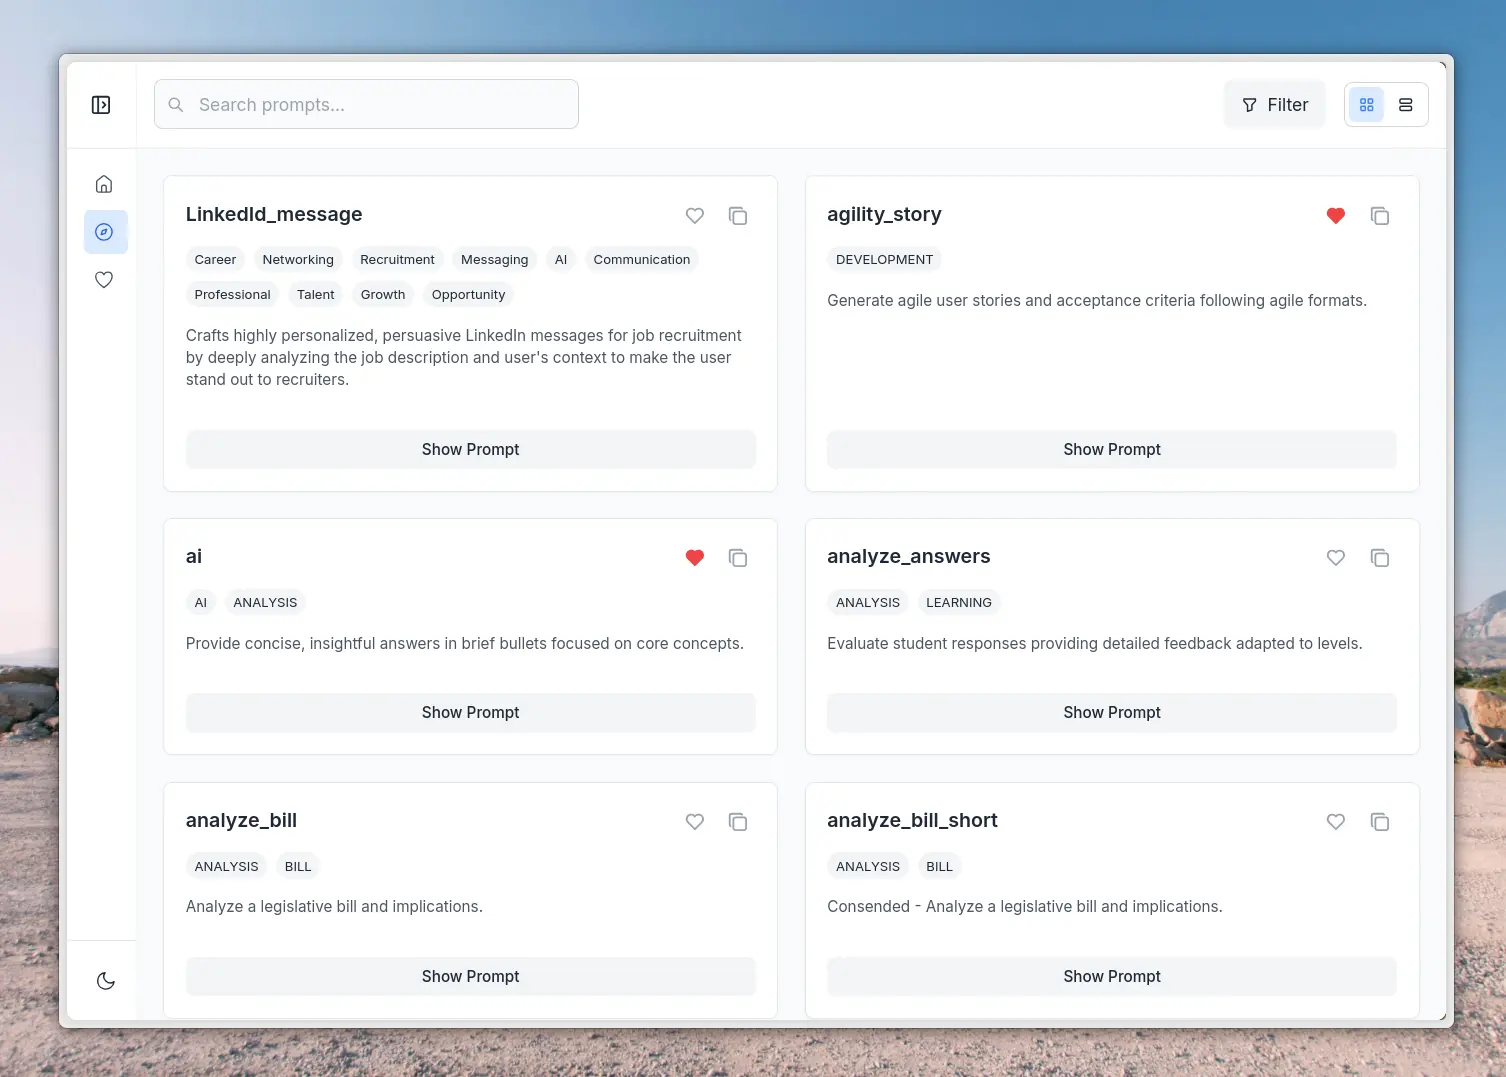 Search prompts...
Filter
LinkedId_message
Career Networking Recruitment Messaging AI Communication
Professional Talent Growth Opportunity
Crafts highly personalized, persuasive LinkedIn messages for job recruitment
by deeply analyzing the job description and user's context to make the user
stand out to recruiters.
Show Prompt
agility_story
DEVELOPMENT
Generate agile user stories and acceptance criteria following agile formats.
Show Prompt
ai
AI ANALYSIS
Provide concise, insightful answers in brief bullets focused on core concepts.
Show Prompt
analyze_answers
ANALYSIS LEARNING
Evaluate student responses providing detailed feedback adapted to levels.
Show Prompt
analyze_bill
ANALYSIS BILL
Analyze a legislative bill and implications.
Show Prompt
analyze_bill_short
ANALYSIS BILL
Consended - Analyze a legislative bill and implications.
Show Prompt